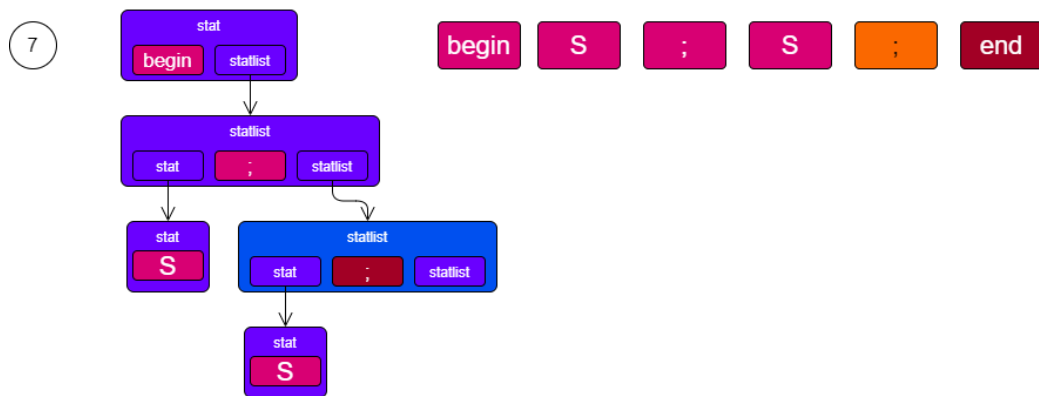 7
stat
begin statlist
begin S ; S ; end
statlist
stat ; statlist
stat
S
statlist
stat ; statlist
stat
S